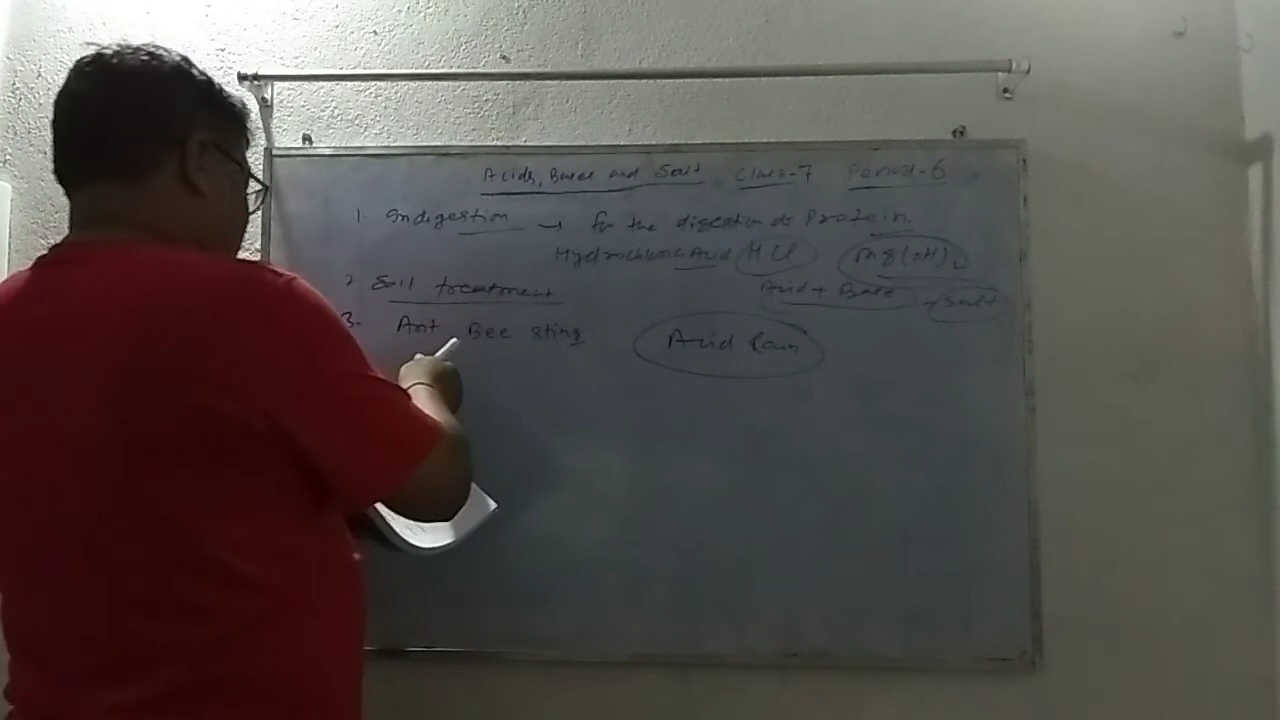 Acids, Bases and Salt Class-7 Period-6
1. Indigestion → for the digestion of Protein.
Hydrochloric Acid HCl Mg(OH)2
2 Soil treatment Acid + Base → Salt
3. Ant Bee sting Acid Rain